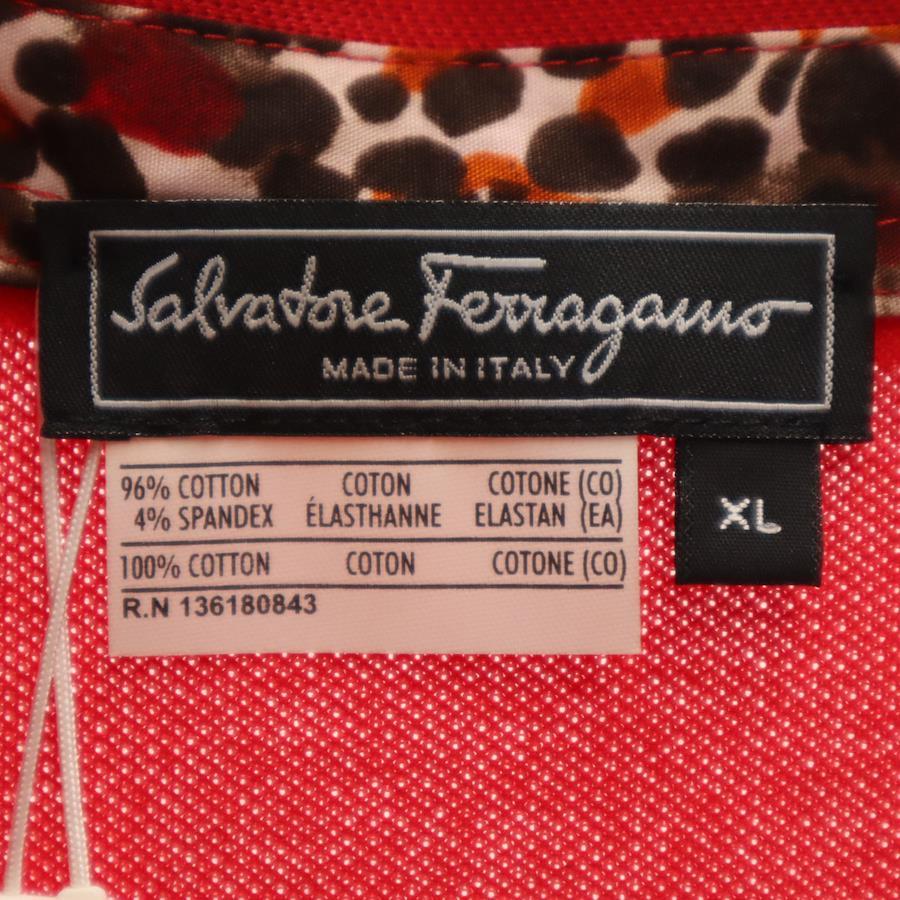 Salvatore Ferragamo
MADE IN ITALY
96% COTTON COTON COTONE (CO)
4% SPANDEX ÉLASTHANNE ELASTAN (EA)
100% COTTON COTON COTONE (CO)
R.N 136180843
XL